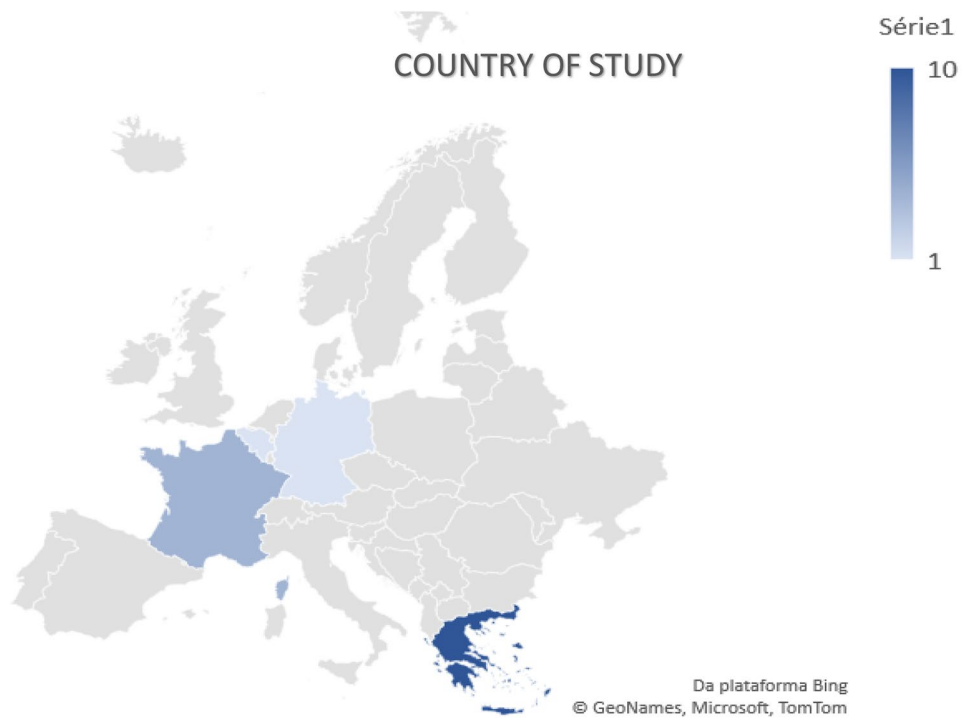 COUNTRY OF STUDY
Série1
10
1
Da plataforma Bing
© GeoNames, Microsoft, TomTom